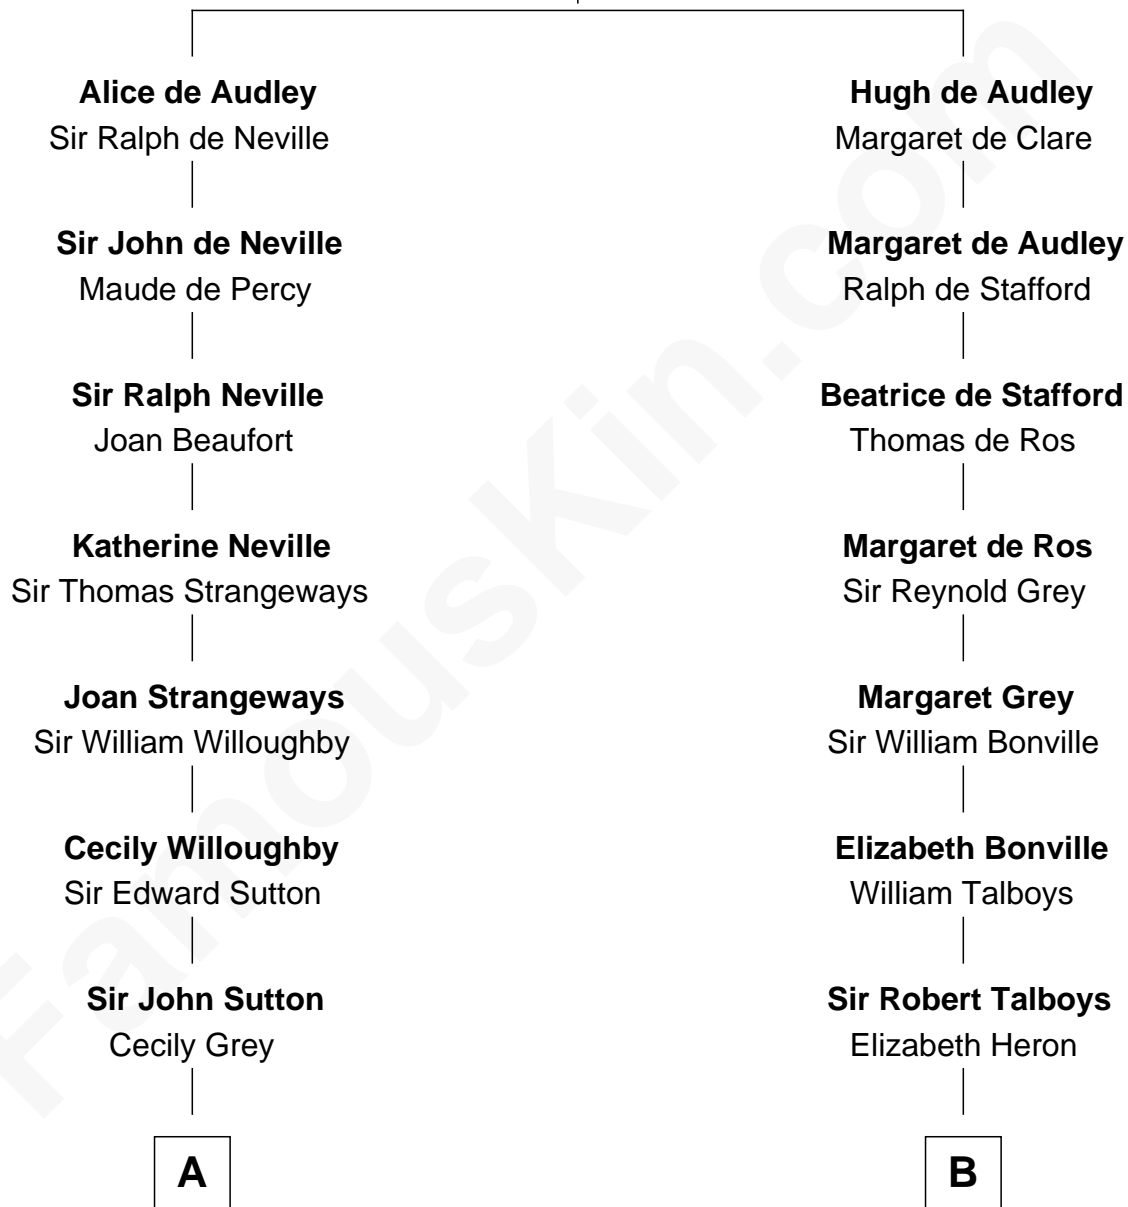 Alice de Audley
Sir Ralph de Neville
Hugh de Audley
Margaret de Clare
Sir John de Neville
Maude de Percy
Margaret de Audley
Ralph de Stafford
Sir Ralph Neville
Joan Beaufort
Beatrice de Stafford
Thomas de Ros
Katherine Neville
Sir Thomas Strangeways
Margaret de Ros
Sir Reynold Grey
Joan Strangeways
Sir William Willoughby
Margaret Grey
Sir William Bonville
Cecily Willoughby
Sir Edward Sutton
Elizabeth Bonville
William Talboys
Sir John Sutton
Cecily Grey
Sir Robert Talboys
Elizabeth Heron
A
B
FamousKin.com